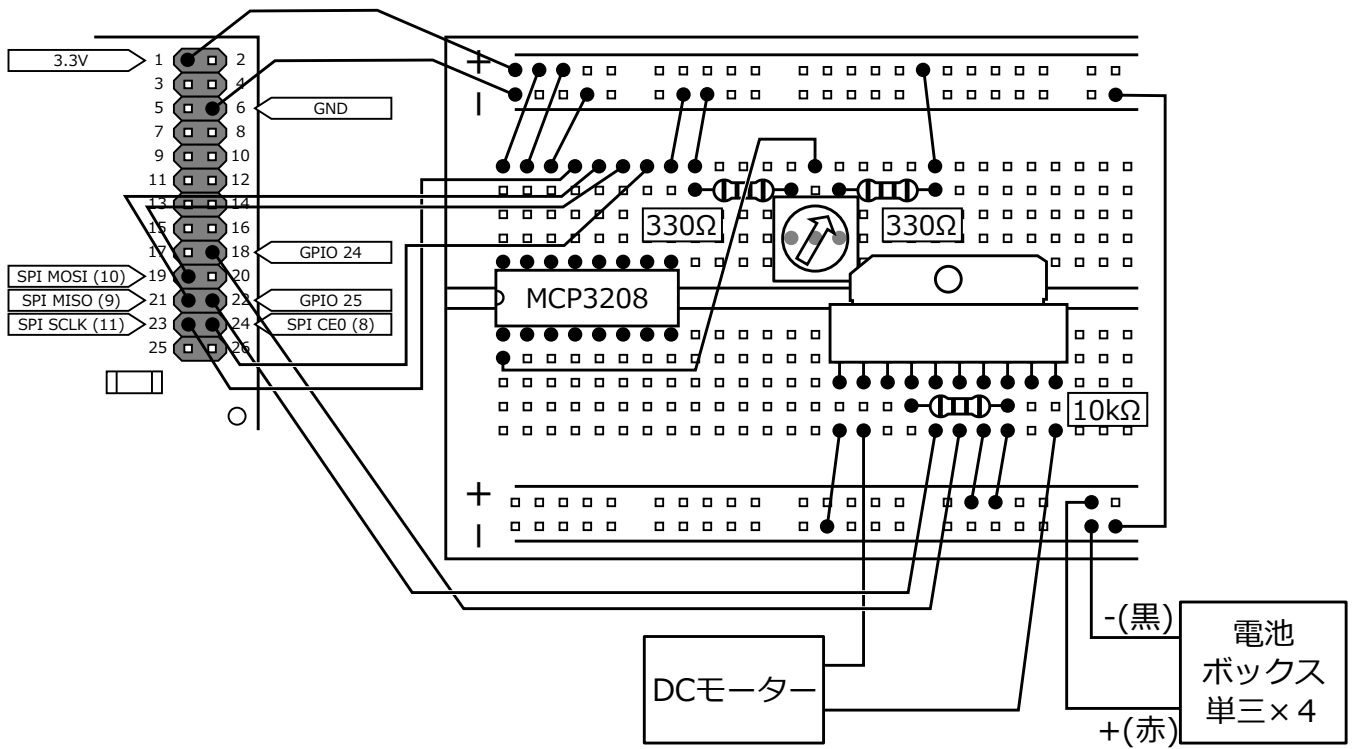 +
−
3.3V
1 2
3 4
5 6
GND
7 8
9 10
11 12
13 14
15 16
17 18
GPIO 24
SPI MOSI (10)
19 20
SPI MISO (9)
21 22
GPIO 25
SPI SCLK (11)
23 24
SPI CE0 (8)
25 26
330Ω
330Ω
MCP3208
10kΩ
+
−
DCモーター
-(黒)
+(赤)
電池
ボックス
単三×4